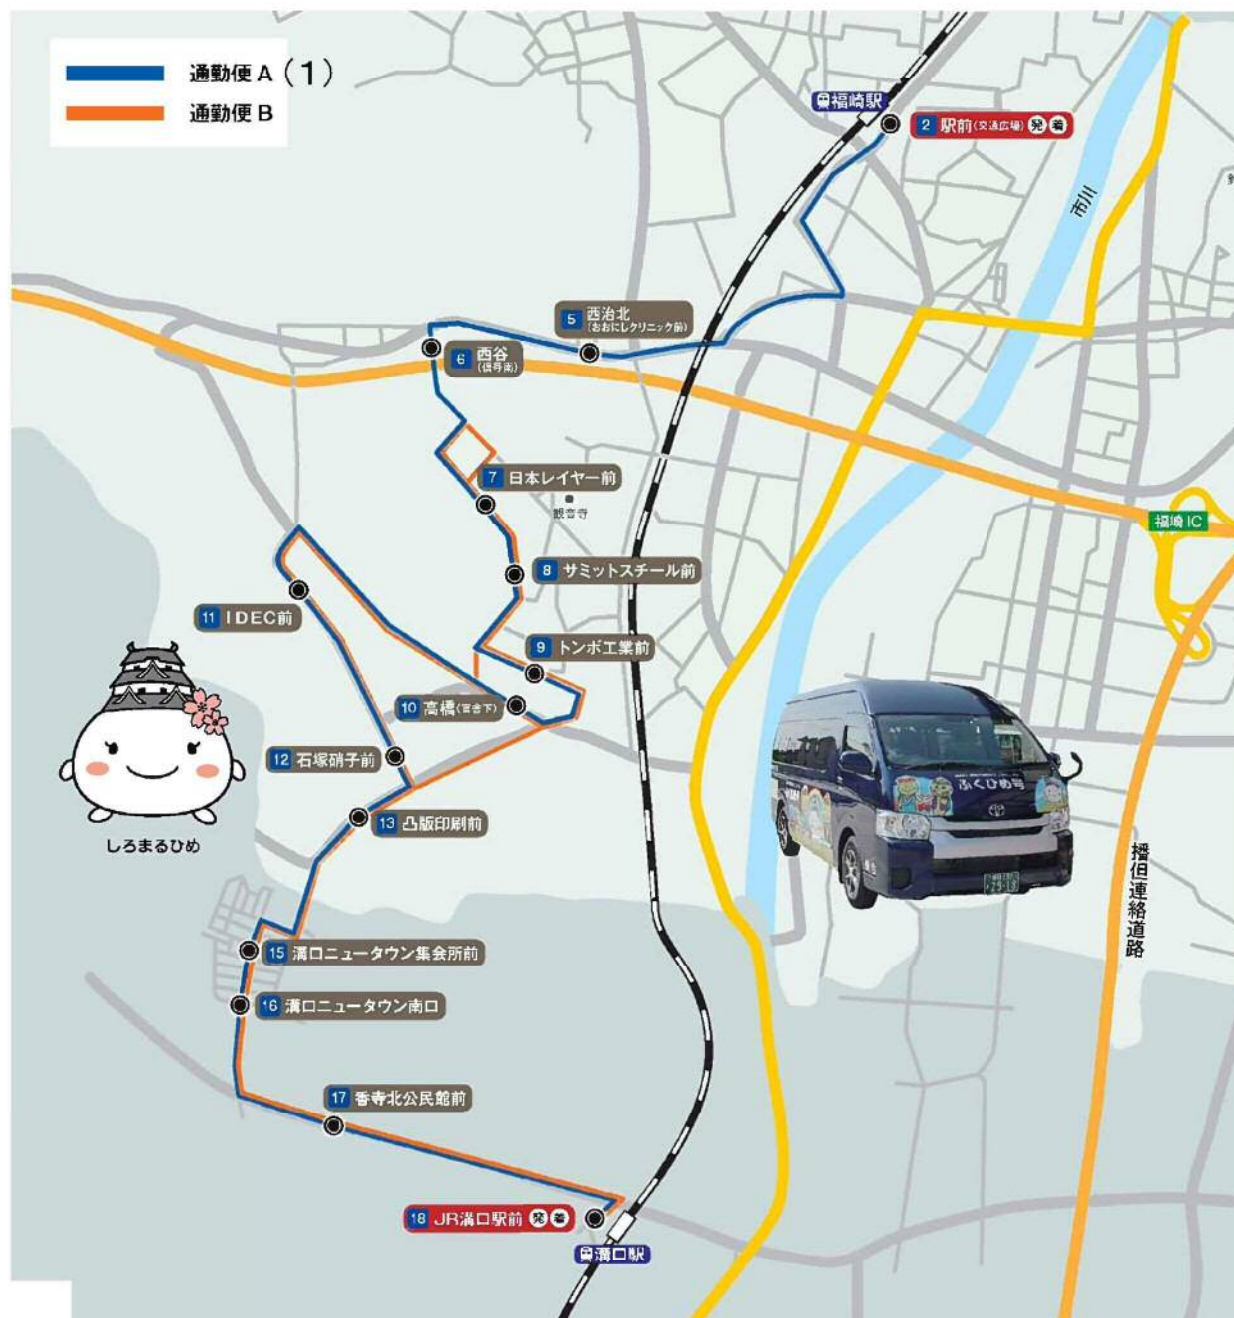 通勤便A(1)
通勤便B
福崎駅
2 駅前(交通広場) 発 着
市川
5 西治北
(おおにしクリニック前)
6 西谷
(信号南)
7 日本レイヤー前
観音寺
福崎IC
8 サミットスチール前
11 IDEC前
9 トンボ工業前
10 高橋(宮舎下)
12 石塚硝子前
ふくひめ号
13 凸版印刷前
しろまるひめ
播但連絡道路
15 溝口ニュータウン集会所前
16 溝口ニュータウン南口
17 香寺北公民館前
18 JR溝口駅前 発 着
溝口駅